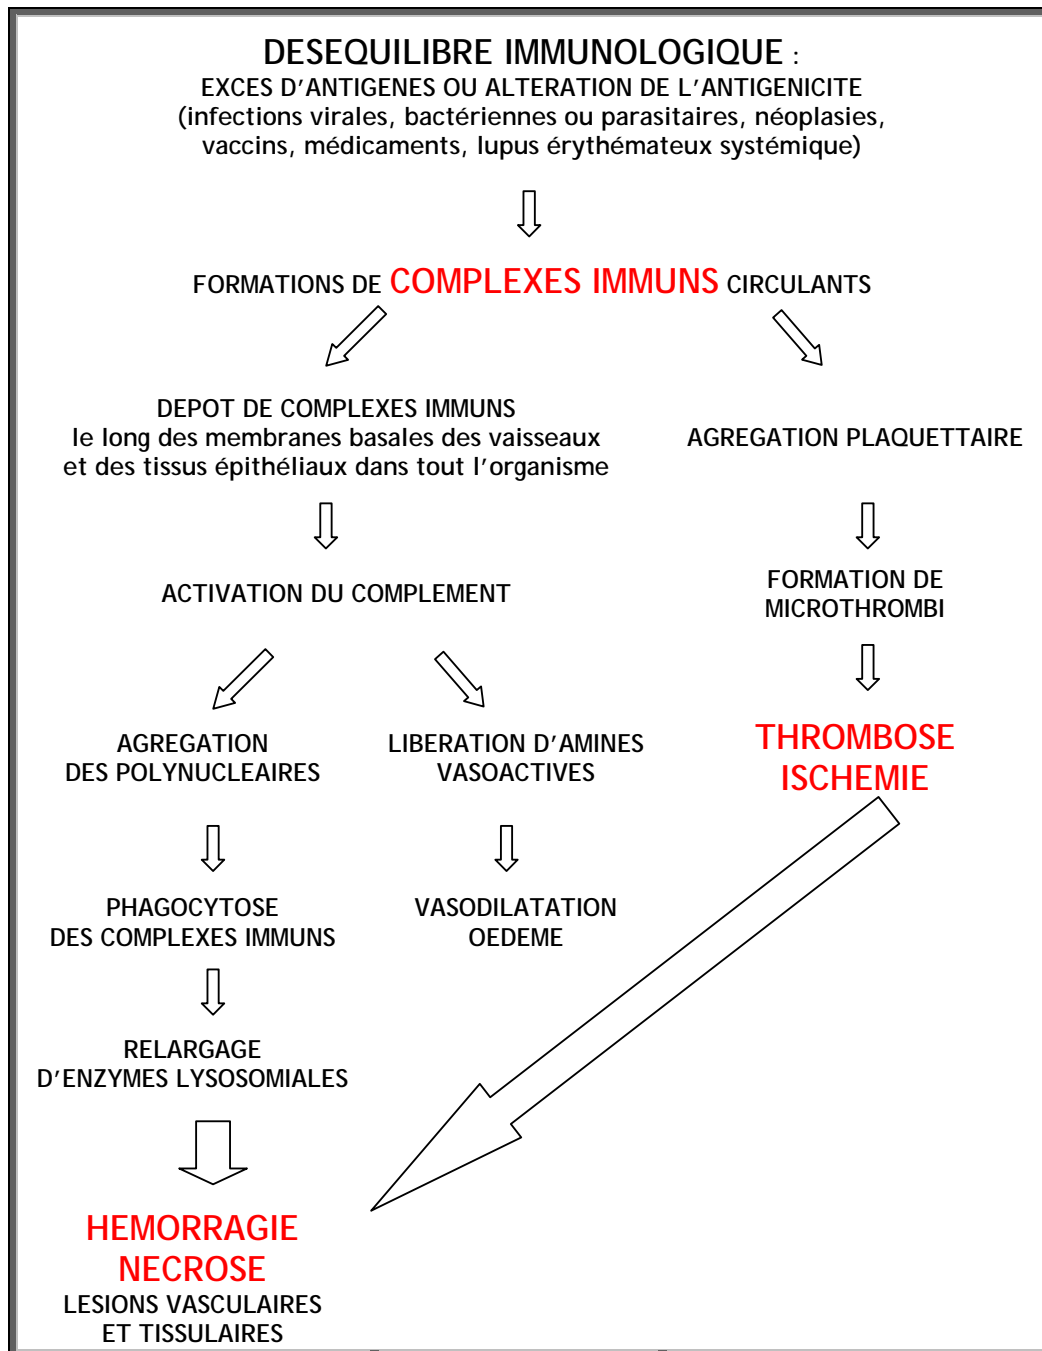 DESEQUILIBRE IMMUNOLOGIQUE :
EXCES D'ANTIGENES OU ALTERATION DE L'ANTIGENICITE
(infections virales, bactériennes ou parasitaires, néoplasies,
vaccins, médicaments, lupus érythémateux systémique)
FORMATIONS DE COMPLEXES IMMUNS CIRCULANTS
DEPOT DE COMPLEXES IMMUNS
le long des membranes basales des vaisseaux
et des tissus épithéliaux dans tout l'organisme
AGREGATION PLAQUETTAIRE
ACTIVATION DU COMPLEMENT
FORMATION DE
MICROTHROMBI
AGREGATION
DES POLYNUCLEAIRES
LIBERATION D'AMINES
VASOACTIVES
THROMBOSE
ISCHEMIE
PHAGOCYTOSE
DES COMPLEXES IMMUNS
VASODILATATION
OEDEME
RELARGAGE
D'ENZYMES LYSOSOMIALES
HEMORRAGIE
NECROSE
LESIONS VASCULAIRES
ET TISSULAIRES